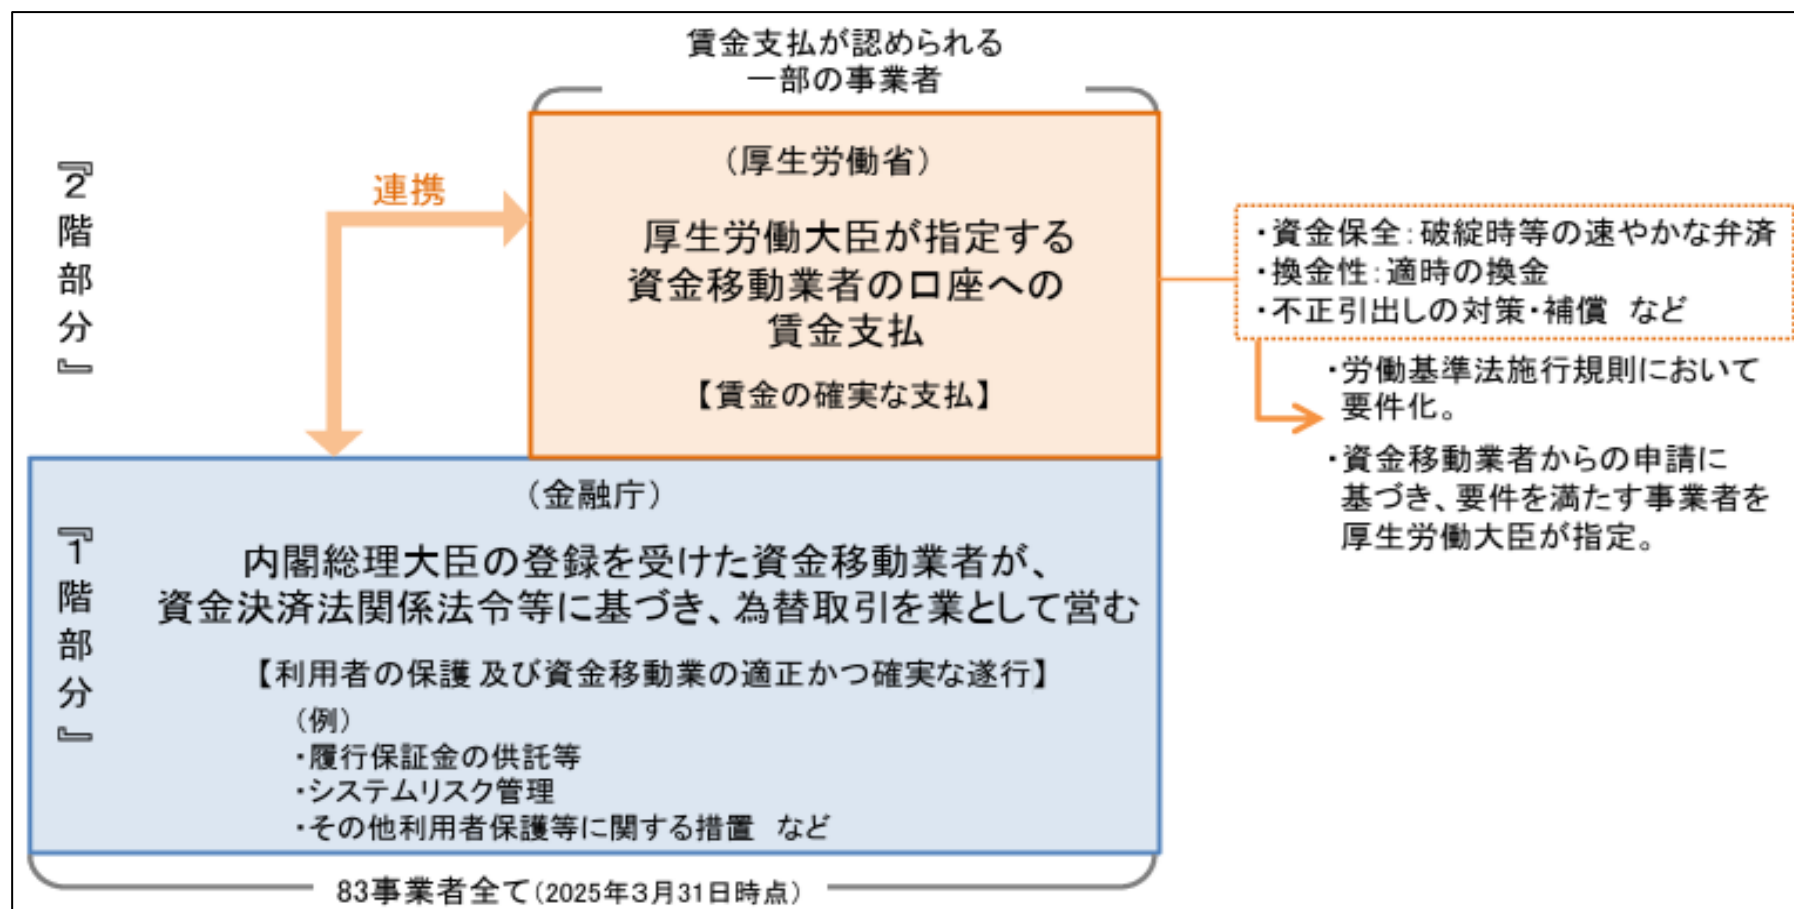 賃金支払が認められる
一部の事業者
『2階部分』
連携
（厚生労働省）
厚生労働大臣が指定する
資金移動業者の口座への
賃金支払
【賃金の確実な支払】
・資金保全：破綻時等の速やかな弁済
・換金性：適時の換金
・不正引出しの対策・補償　など
・労働基準法施行規則において
要件化。
・資金移動業者からの申請に
基づき、要件を満たす事業者を
厚生労働大臣が指定。
『1階部分』
（金融庁）
内閣総理大臣の登録を受けた資金移動業者が、
資金決済法関係法令等に基づき、為替取引を業として営む
【利用者の保護 及び資金移動業の適正かつ確実な遂行】
（例）
・履行保証金の供託等
・システムリスク管理
・その他利用者保護等に関する措置　など
83事業者全て（2025年3月31日時点）